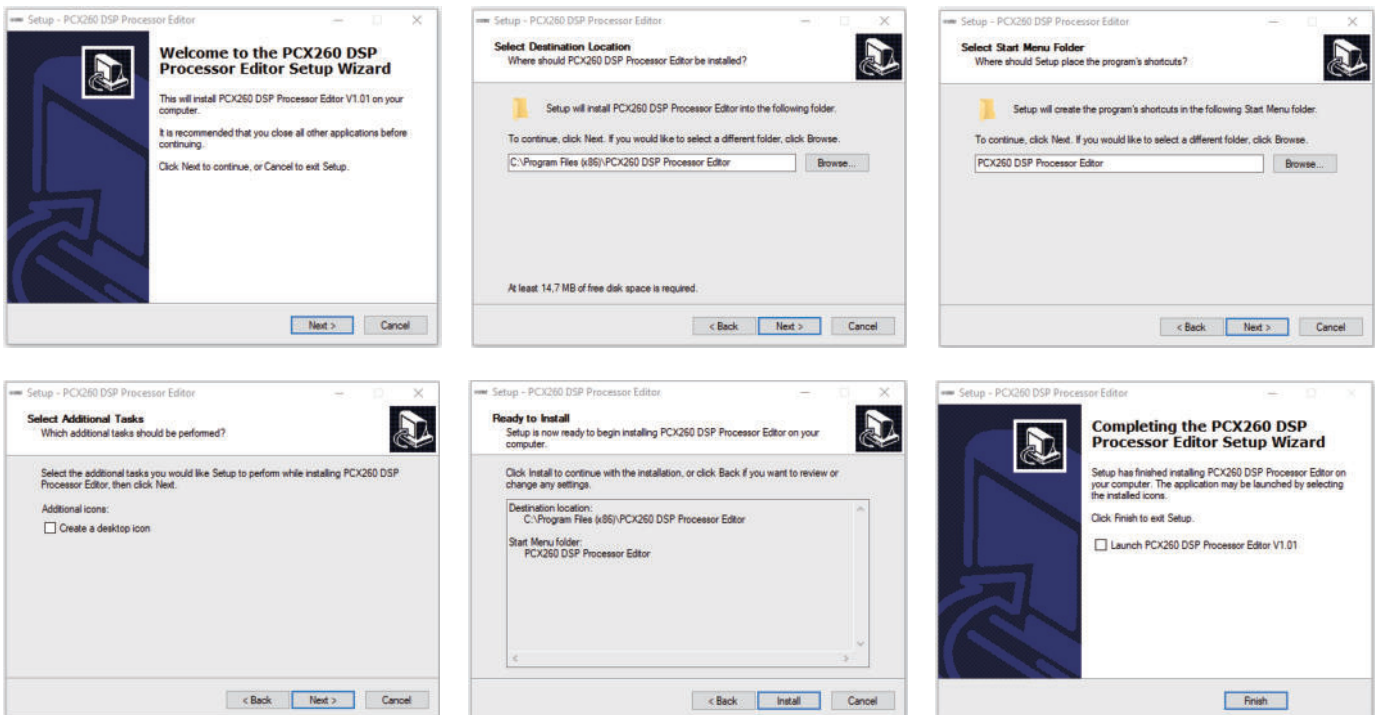 Setup - PCX260 DSP Processor Editor
Welcome to the PCX260 DSP
Processor Editor Setup Wizard
This will install PCX260 DSP Processor Editor V1.01 on your
computer.
It is recommended that you close all other applications before
continuing.
Click Next to continue, or Cancel to exit Setup.
Next >
Cancel
Setup - PCX260 DSP Processor Editor
Select Destination Location
Where should PCX260 DSP Processor Editor be installed?
Setup will install PCX260 DSP Processor Editor into the following folder.
To continue, click Next. If you would like to select a different folder, click Browse.
C:\Program Files (x86)\PCX260 DSP Processor Editor
Browse...
At least 14,7 MB of free disk space is required.
< Back
Next >
Cancel
Setup - PCX260 DSP Processor Editor
Select Start Menu Folder
Where should Setup place the program's shortcuts?
Setup will create the program's shortcuts in the following Start Menu folder.
To continue, click Next. If you would like to select a different folder, click Browse.
PCX260 DSP Processor Editor
Browse...
< Back
Next >
Cancel
Setup - PCX260 DSP Processor Editor
Select Additional Tasks
Which additional tasks should be performed?
Select the additional tasks you would like Setup to perform while installing PCX260 DSP
Processor Editor, then click Next.
Additional icons:
Create a desktop icon
< Back
Next >
Cancel
Setup - PCX260 DSP Processor Editor
Ready to Install
Setup is now ready to begin installing PCX260 DSP Processor Editor on your
computer.
Click Install to continue with the installation, or click Back if you want to review or
change any settings.
Destination location:
C:\Program Files (x86)\PCX260 DSP Processor Editor
Start Menu folder:
PCX260 DSP Processor Editor
< Back
Install
Cancel
Setup - PCX260 DSP Processor Editor
Completing the PCX260 DSP
Processor Editor Setup Wizard
Setup has finished installing PCX260 DSP Processor Editor on
your computer. The application may be launched by selecting
the installed icons.
Click Finish to exit Setup.
Launch PCX260 DSP Processor Editor V1.01
Finish